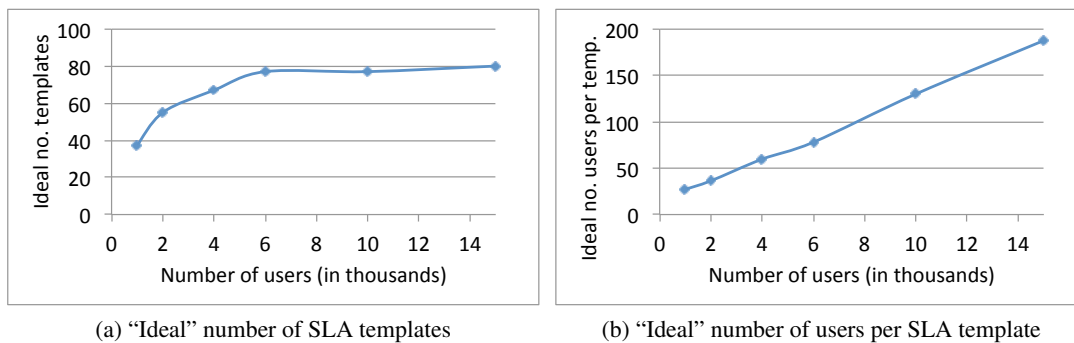 Ideal no. templates
100
80
60
40
20
0
0 2 4 6 8 10 12 14
Number of users (in thousands)
(a) “Ideal” number of SLA templates
Ideal no. users per temp.
200
150
100
50
0
0 2 4 6 8 10 12 14
Number of users (in thousands)
(b) “Ideal” number of users per SLA template